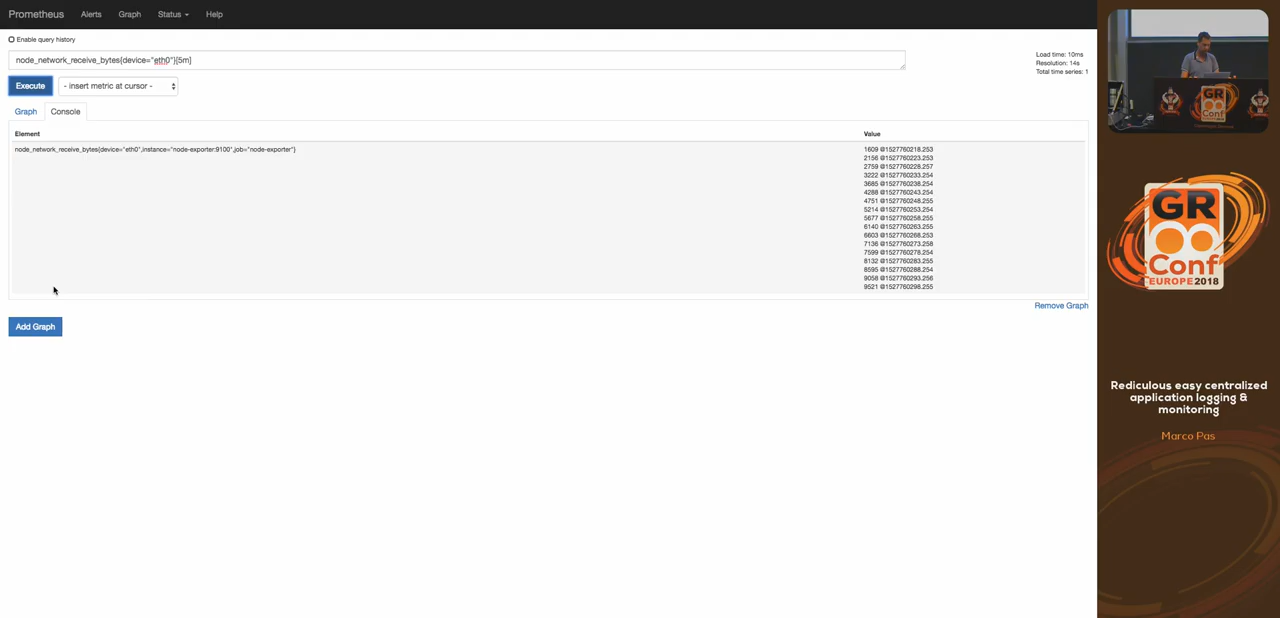 Prometheus Alerts Graph Status Help
Enable query history
node_network_receive_bytes{device="eth0"}[5m]
Load time: 10ms
Resolution: 14s
Total time series: 1
Execute
- insert metric at cursor -
Graph
Console
Element
Value
node_network_receive_bytes{device="eth0",instance="node-exporter:9100",job="node-exporter"}
1609 @1527760218.253
2156 @1527760223.253
2759 @1527760228.257
3222 @1527760233.254
3685 @1527760238.254
4288 @1527760243.254
4751 @1527760248.255
5214 @1527760253.254
5677 @1527760258.255
6140 @1527760263.255
6603 @1527760268.253
7136 @1527760273.258
7599 @1527760278.254
8132 @1527760283.255
8595 @1527760288.254
9058 @1527760293.256
9521 @1527760298.255
Remove Graph
Add Graph
GR
Conf
GR
Conf
EUROPE 2018
Rediculous easy centralized
application logging &
monitoring
Marco Pas